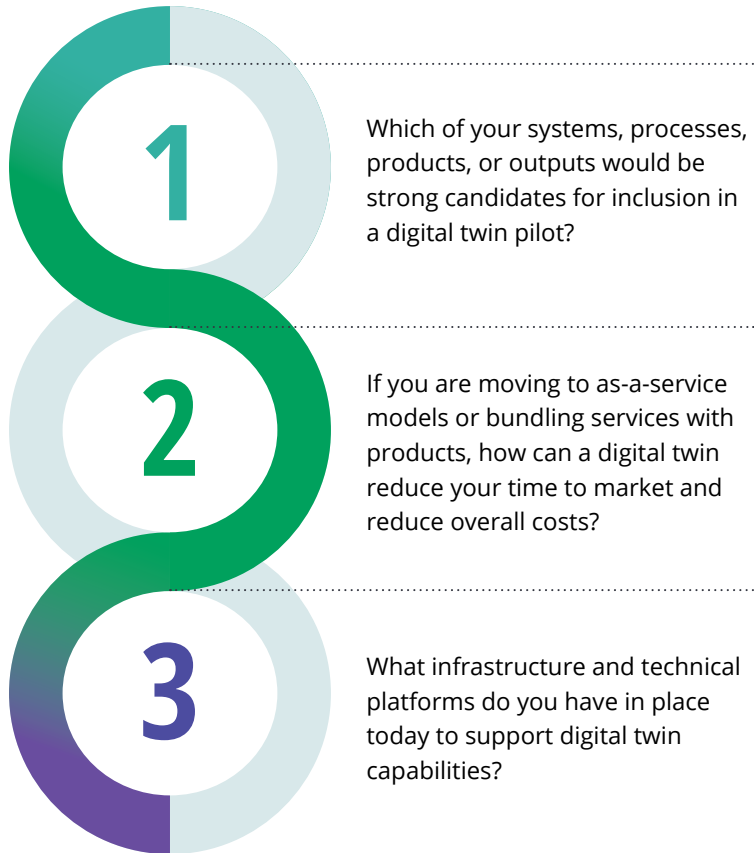 1
Which of your systems, processes,
products, or outputs would be
strong candidates for inclusion in
a digital twin pilot?
2
If you are moving to as-a-service
models or bundling services with
products, how can a digital twin
reduce your time to market and
reduce overall costs?
3
What infrastructure and technical
platforms do you have in place
today to support digital twin
capabilities?